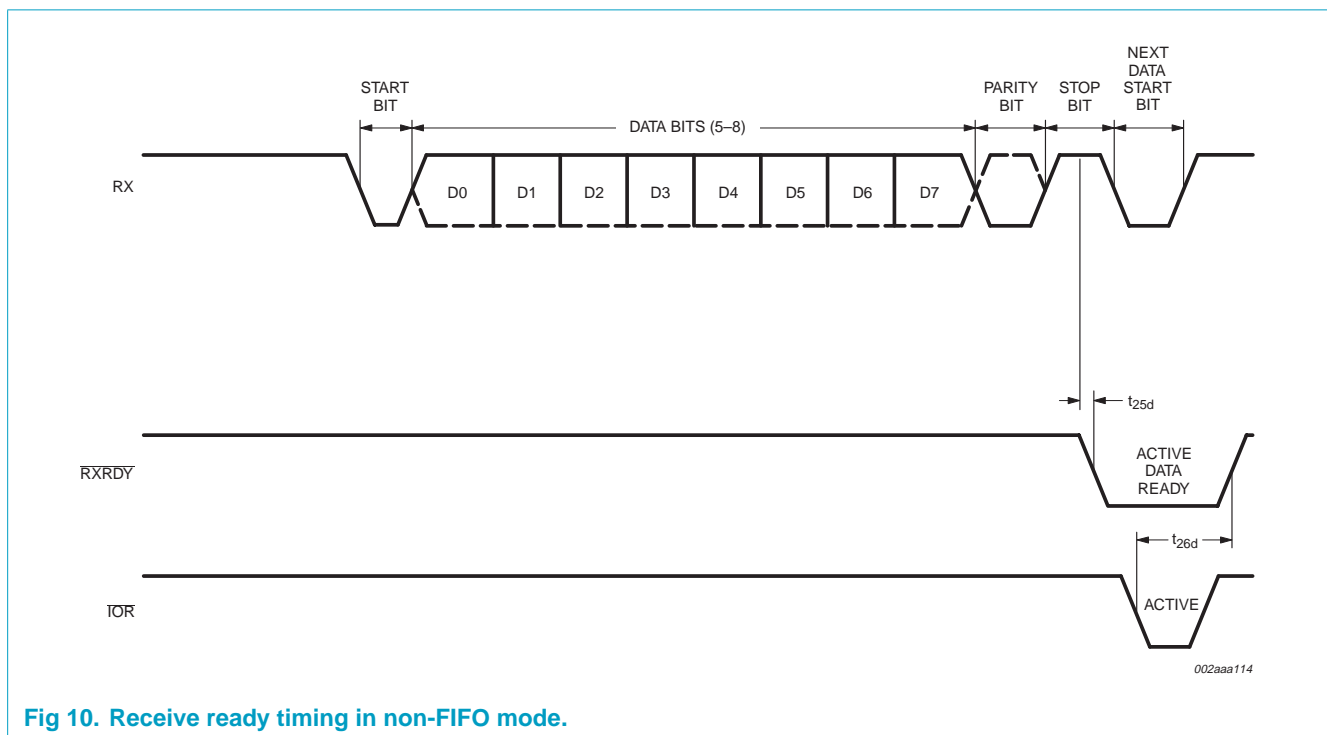 START
BIT
DATA BITS (5–8)
PARITY
BIT
STOP
BIT
NEXT
DATA
START
BIT
RX
D0 D1 D2 D3 D4 D5 D6 D7
t25d
RXRDY
ACTIVE
DATA
READY
t26d
IOR
ACTIVE
002aaa114
Fig 10. Receive ready timing in non-FIFO mode.